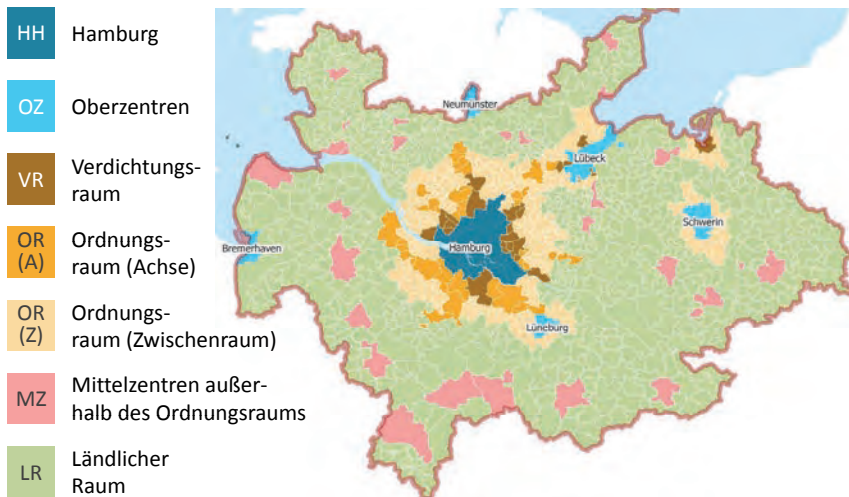 HH Hamburg
OZ Oberzentren
VR Verdichtungs-
raum
OR
(A)
Ordnungs-
raum (Achse)
OR
(Z)
Ordnungs-
raum (Zwischenraum)
MZ Mittelzentren außer-
halb des Ordnungsraums
LR Ländlicher
Raum
Neumünster
Lübeck
Schwerin
Bremerhaven
Hamburg
Lüneburg